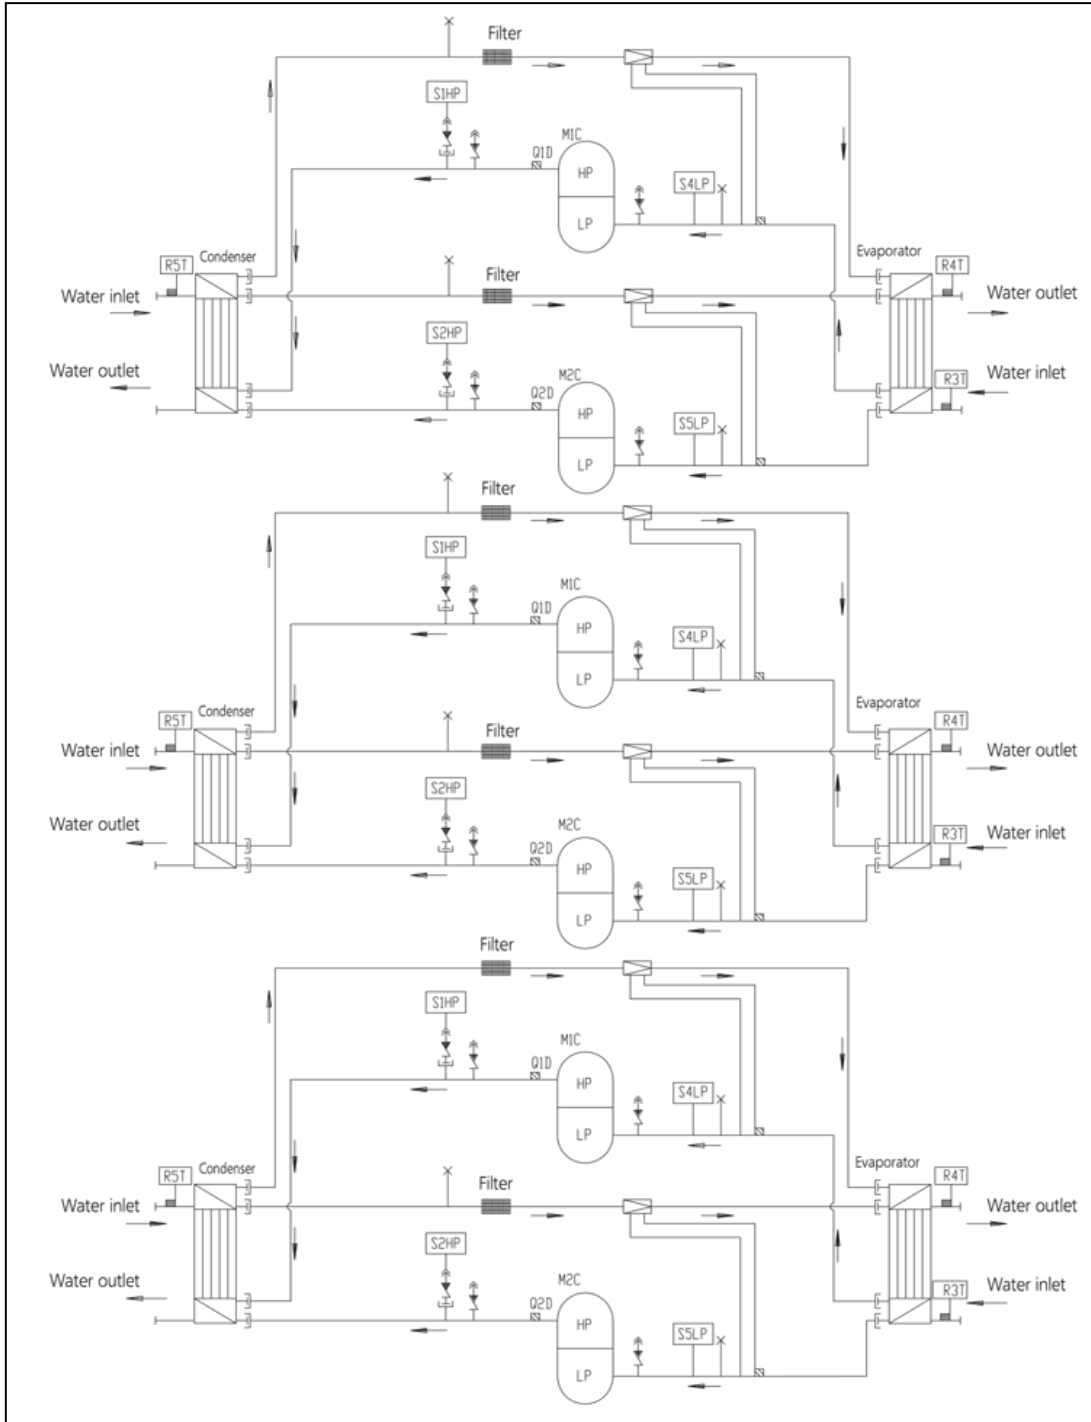 Filter
S1HP
M1C
Q1D
HP
S4LP
LP
Condenser
Evaporator
R5T
Filter
R4T
Water inlet
Water outlet
S2HP
Water outlet
M2C
R3T
Water inlet
Q2D
HP
S5LP
LP
Filter
S1HP
M1C
Q1D
HP
S4LP
LP
Condenser
Evaporator
R5T
Filter
R4T
Water inlet
Water outlet
S2HP
Water outlet
M2C
R3T
Water inlet
Q2D
HP
S5LP
LP
Filter
S1HP
M1C
Q1D
HP
S4LP
LP
Condenser
Evaporator
R5T
Filter
R4T
Water inlet
Water outlet
S2HP
Water outlet
M2C
R3T
Water inlet
Q2D
HP
S5LP
LP